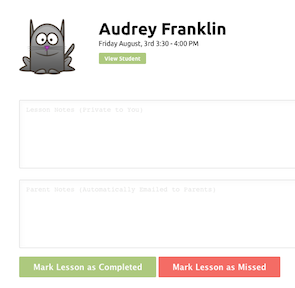 Audrey Franklin
Friday August, 3rd 3:30 - 4:00 PM
View Student
Lesson Notes (Private to You)
Parent Notes (Automatically Emailed to Parents)
Mark Lesson as Completed
Mark Lesson as Missed